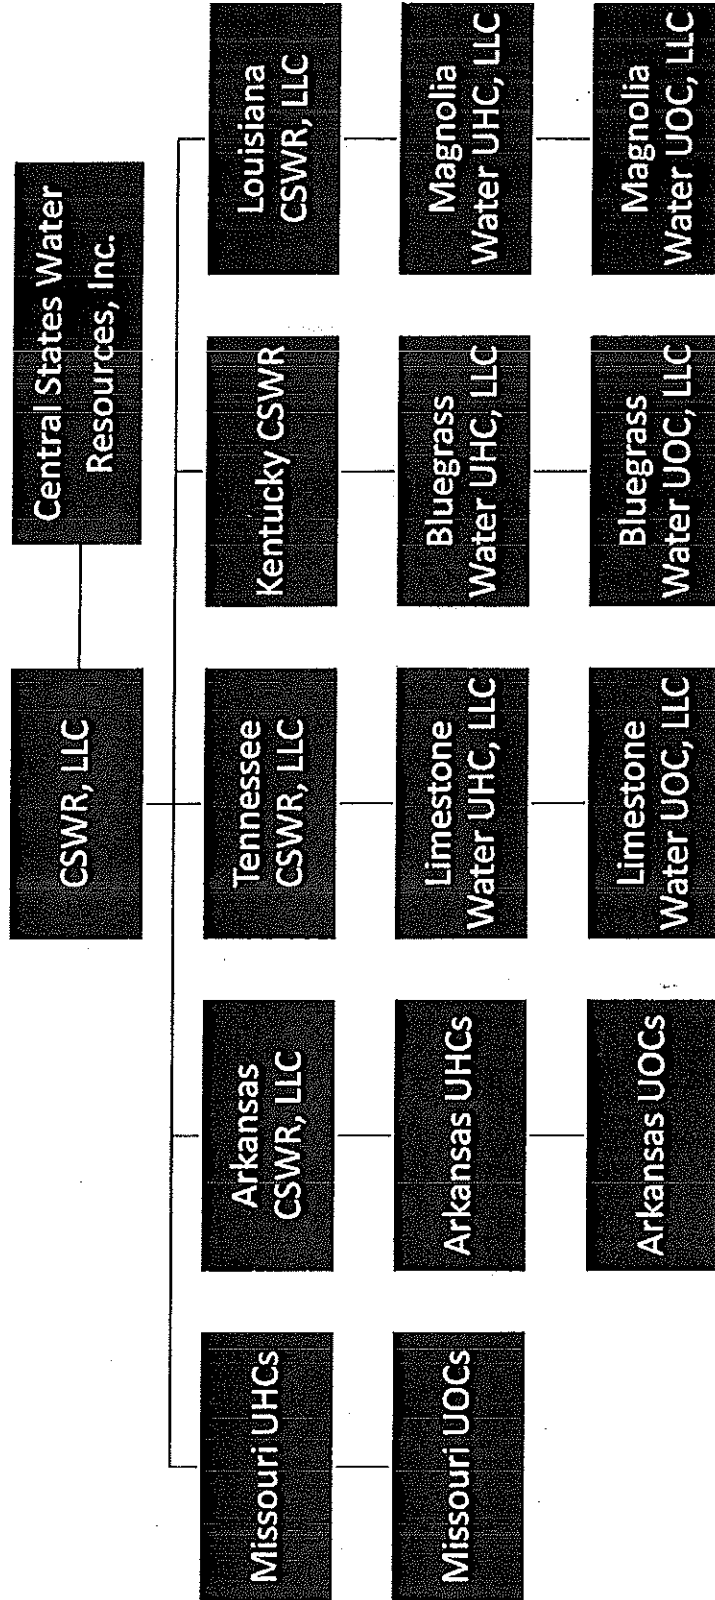 CSWR, LLC
Central States Water
Resources, Inc.
Missouri UHCs
Arkansas
CSWR, LLC
Tennessee
CSWR, LLC
Kentucky CSWR
Louisiana
CSWR, LLC
Missouri UOCs
Arkansas UHCs
Limestone
Water UHC, LLC
Bluegrass
Water UHC, LLC
Magnolia
Water UHC, LLC
Arkansas UOCs
Limestone
Water UOC, LLC
Bluegrass
Water UOC, LLC
Magnolia
Water UOC, LLC